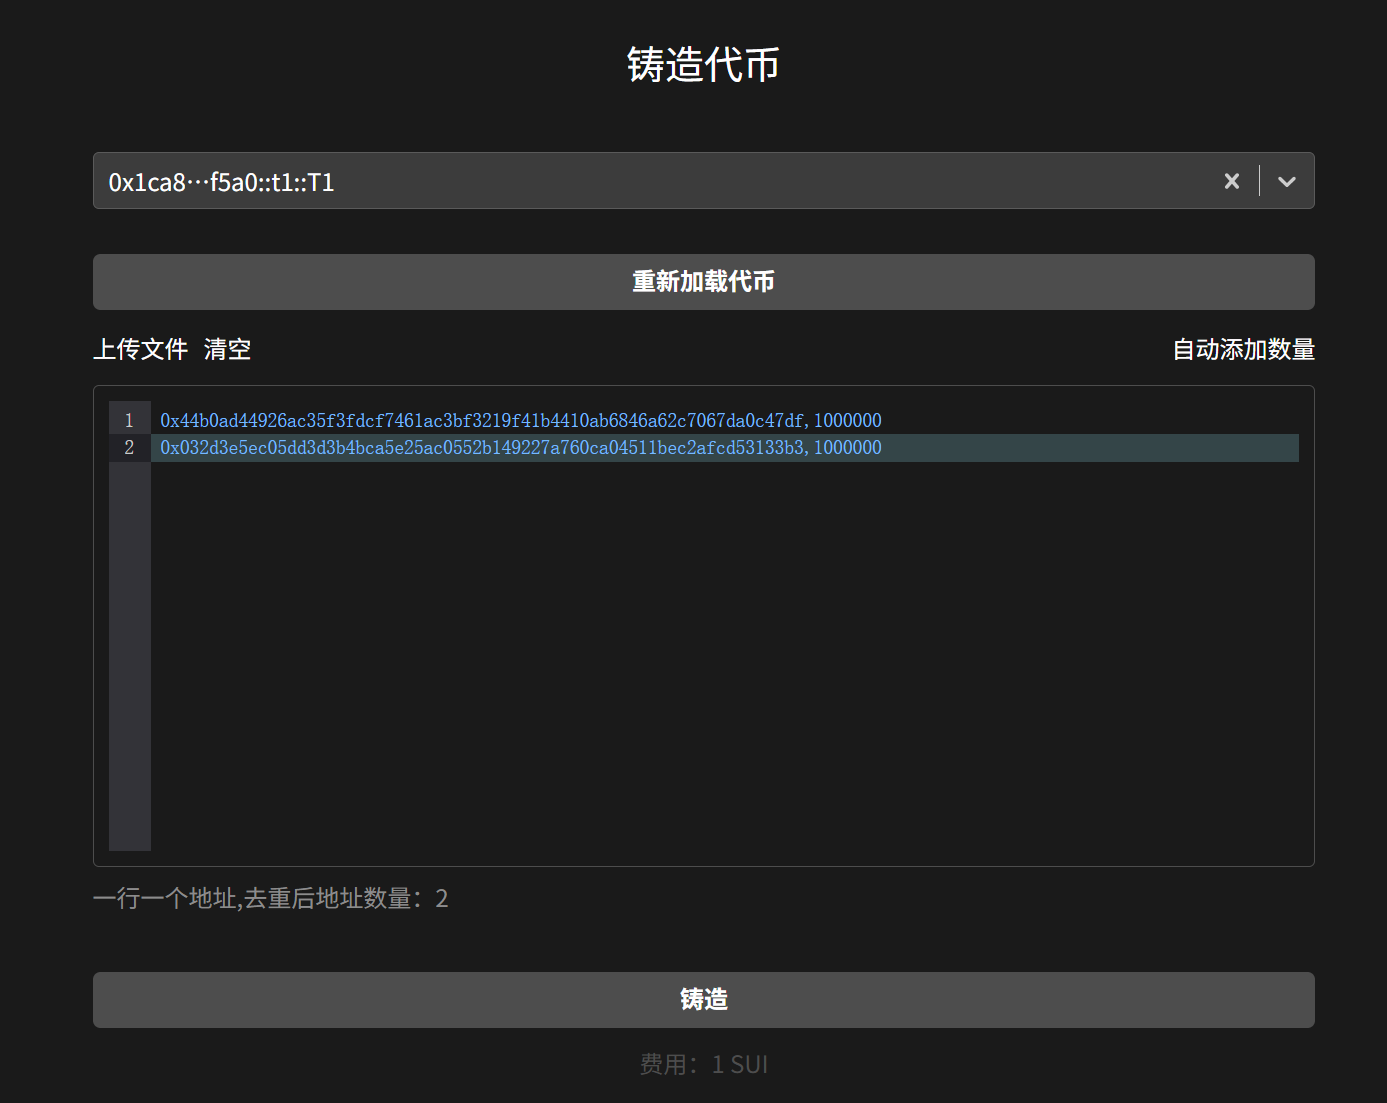 铸造代币
0x1ca8…f5a0::t1::T1
重新加载代币
上传文件 清空 自动添加数量
1 0x44b0ad44926ac35f3fdcf7461ac3bf3219f41b4410ab6846a62c7067da0c47df,1000000
2 0x032d3e5ec05dd3d3b4bca5e25ac0552b149227a760ca04511bec2afcd53133b3,1000000
一行一个地址,去重后地址数量：2
铸造
费用：1 SUI